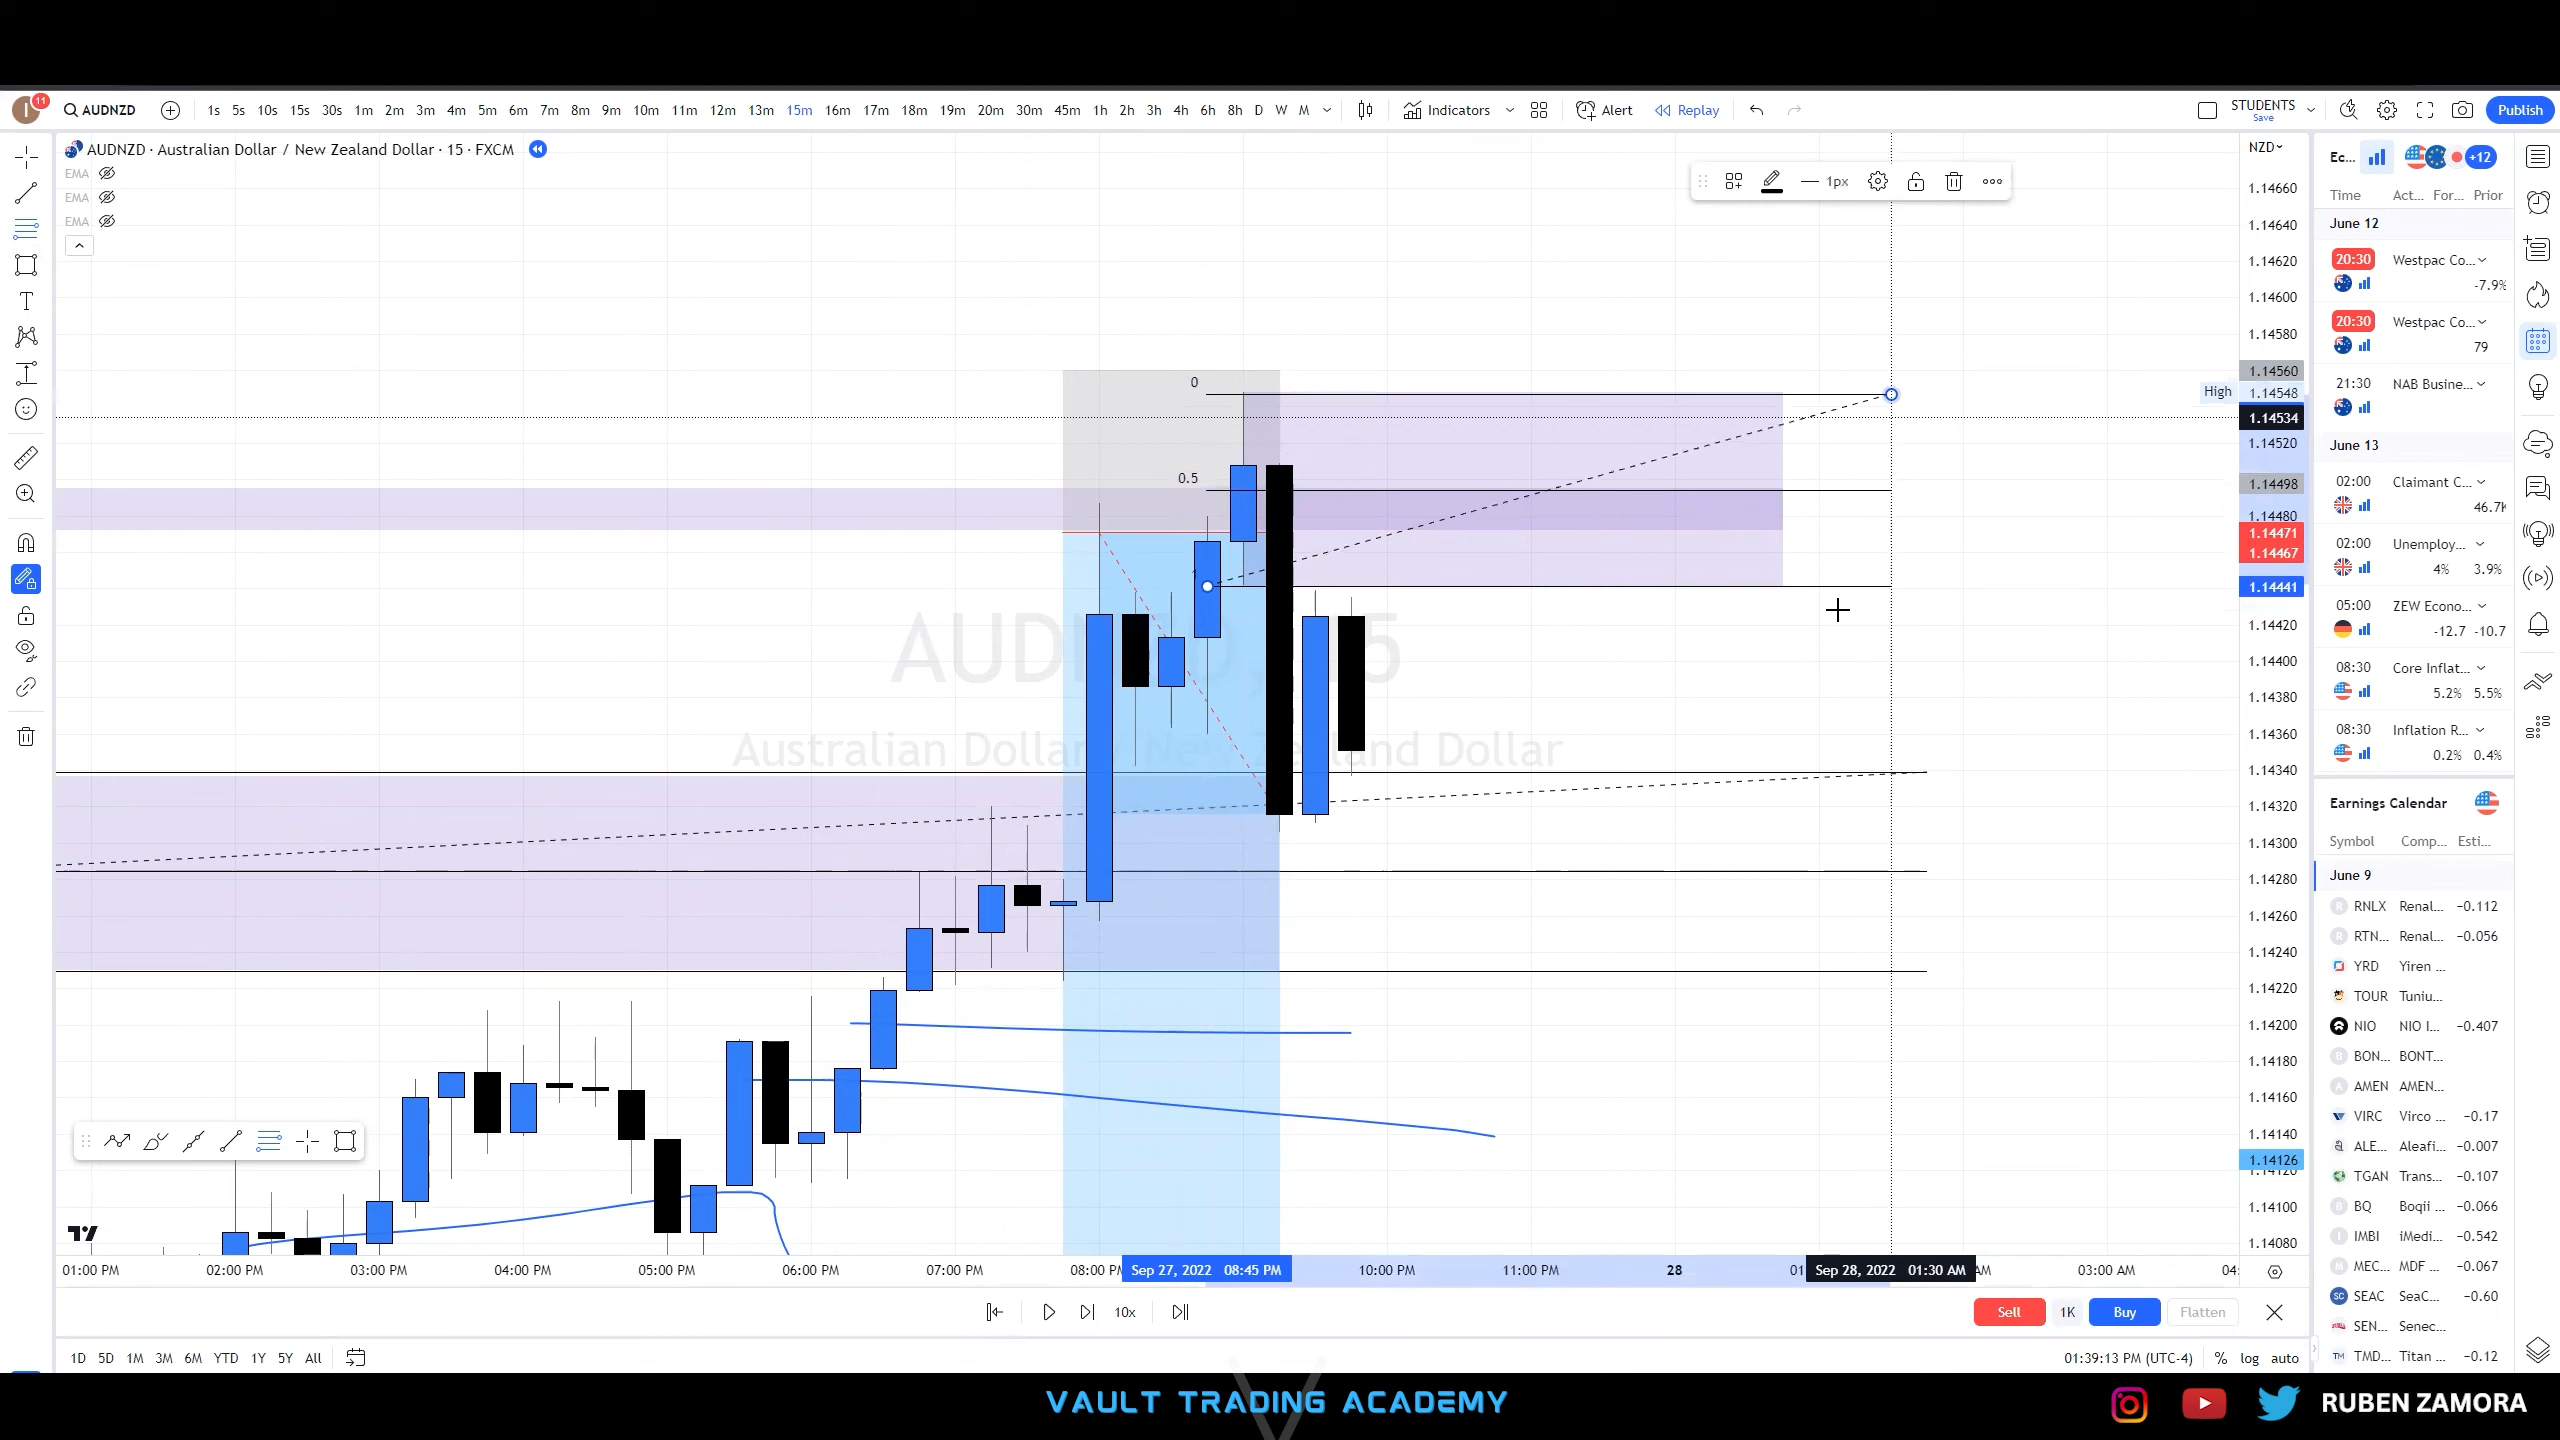 11
AUDNZD 1s 5s 10s 15s 30s 1m 2m 3m 4m 5m 6m 7m 8m 9m 10m 11m 12m 13m 15m 16m 17m 18m 19m 20m 30m 45m 1h 2h 3h 4h 6h 8h D W M Indicators Alert Replay STUDENTS Save Publish
AUDNZD · Australian Dollar / New Zealand Dollar · 15 · FXCM
EMA
EMA
EMA
1px
NZD
1.14660
1.14640
1.14620
1.14600
1.14580
1.14560
High 1.14548
1.14534
1.14520
1.14498
1.14480
1.14471
1.14467
1.14441
1.14420
1.14400
1.14380
1.14360
1.14340
1.14320
1.14300
1.14280
1.14260
1.14240
1.14220
1.14200
1.14180
1.14160
1.14140
1.14126
1.14120
1.14100
1.14080
0
0.5
Australian Dollar / New Zealand Dollar
01:00 PM 02:00 PM 03:00 PM 04:00 PM 05:00 PM 06:00 PM 07:00 PM 08:00 PM Sep 27, 2022 08:45 PM 10:00 PM 11:00 PM 28 01 Sep 28, 2022 01:30 AM AM 03:00 AM 04:
10x Sell 1K Buy Flatten
1D 5D 1M 3M 6M YTD 1Y 5Y All 01:39:13 PM (UTC-4) % log auto
Ec... +12
Time Act... For... Prior
June 12
20:30 Westpac Co...
-7.9%
20:30 Westpac Co...
79
21:30 NAB Busine...
June 13
02:00 Claimant C...
46.7K
02:00 Unemploy...
4% 3.9%
05:00 ZEW Econo...
-12.7 -10.7
08:30 Core Inflat...
5.2% 5.5%
08:30 Inflation R...
0.2% 0.4%
Earnings Calendar
Symbol Comp... Esti...
June 9
R RNLX Renal... −0.112
R RTN... Renal... −0.056
YRD Yiren ...
TOUR Tuniu...
NIO NIO I... −0.407
B BON... BONT...
A AMEN AMEN...
VIRC Virco ... −0.17
ALE... Aleafi... −0.007
TGAN Trans... −0.107
BQ Boqii ... −0.066
I IMBI iMedi... −0.542
M MEC... MDF ... −0.067
SC SEAC SeaC... −0.60
SEN... Senec...
TM TMD... Titan ... −0.12
VAULT TRADING ACADEMY
RUBEN ZAMORA